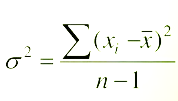 σ² = ∑(xᵢ − x̄)² / n − 1